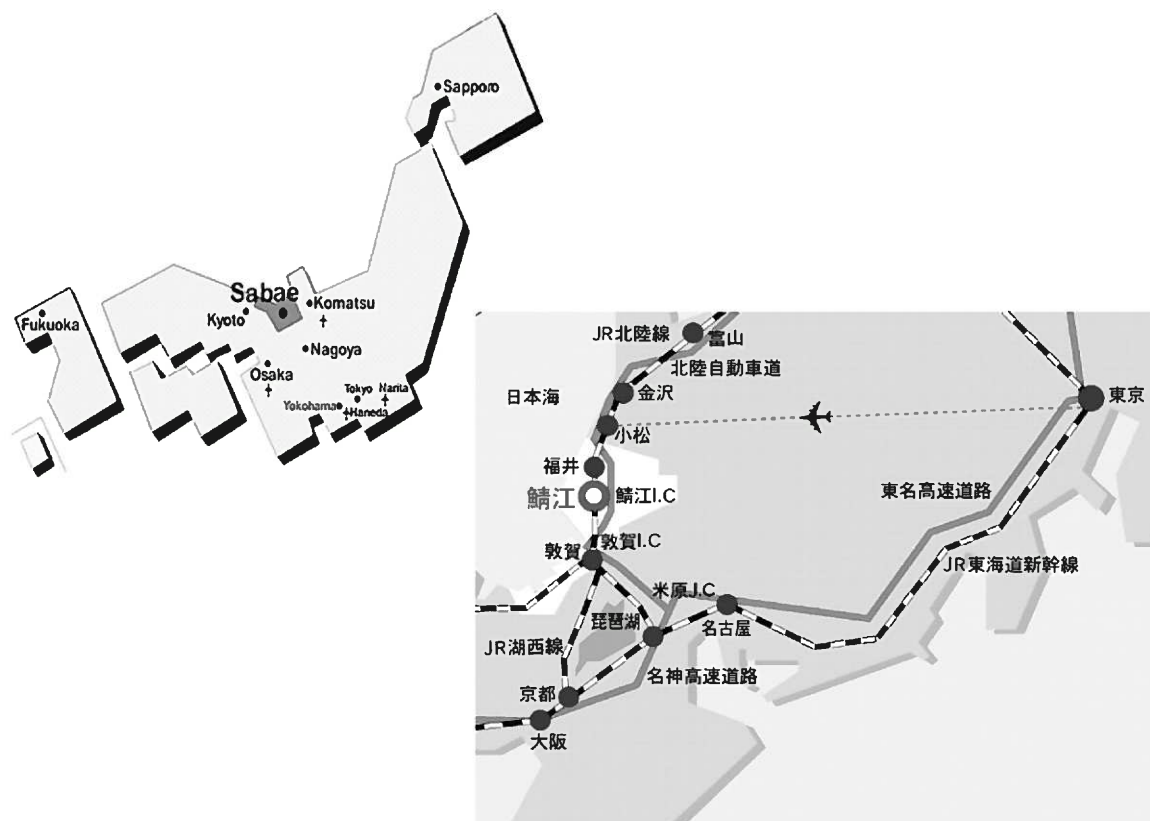 Sapporo
Sabae
Komatsu
Kyoto
Fukuoka
Nagoya
Osaka
Tokyo
Narita
Yokohama
Haneda
JR北陸線
富山
北陸自動車道
日本海
金沢
東京
小松
福井
鯖江
鯖江I.C
東名高速道路
敦賀I.C
敦賀
JR東海道新幹線
米原J.C
琵琶湖
名古屋
JR湖西線
名神高速道路
京都
大阪